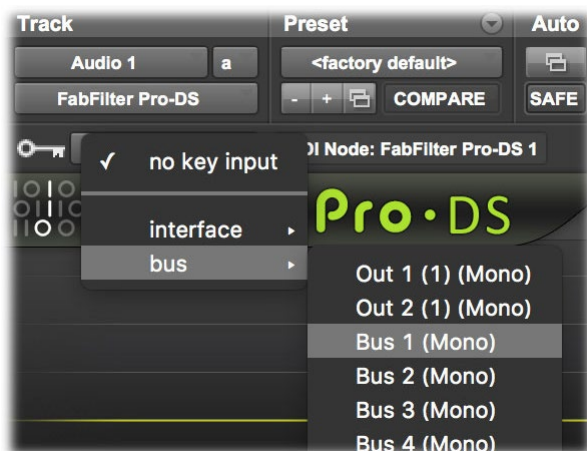 Track Preset Auto
Audio 1 a <factory default>
FabFilter Pro-DS - + COMPARE SAFE
✓ no key input DI Node: FabFilter Pro-DS 1
Pro·DS
interface
bus
Out 1 (1) (Mono)
Out 2 (1) (Mono)
Bus 1 (Mono)
Bus 2 (Mono)
Bus 3 (Mono)
Bus 4 (Mono)